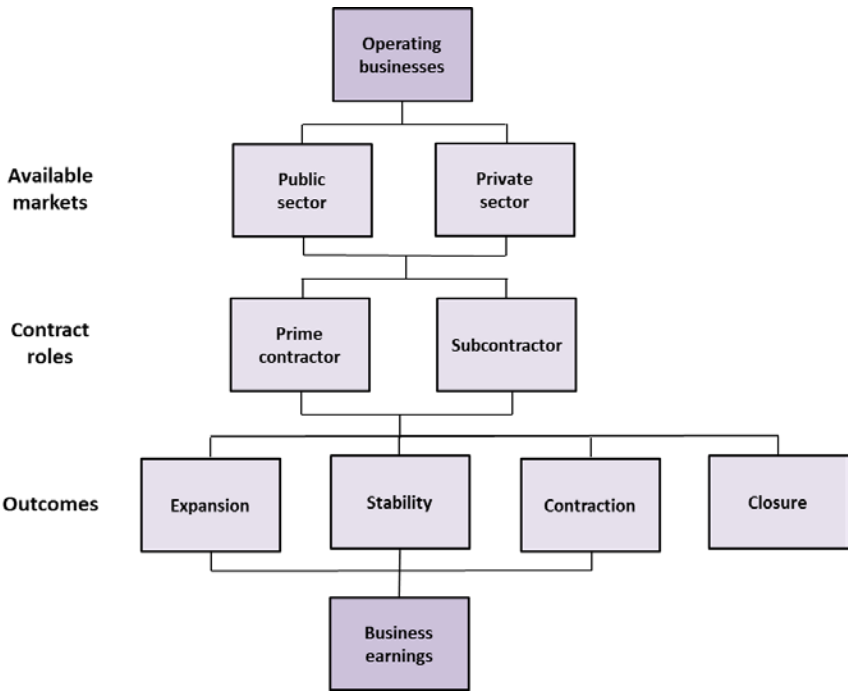 Operating
businesses
Available
markets
Public
sector
Private
sector
Contract
roles
Prime
contractor
Subcontractor
Outcomes
Expansion
Stability
Contraction
Closure
Business
earnings